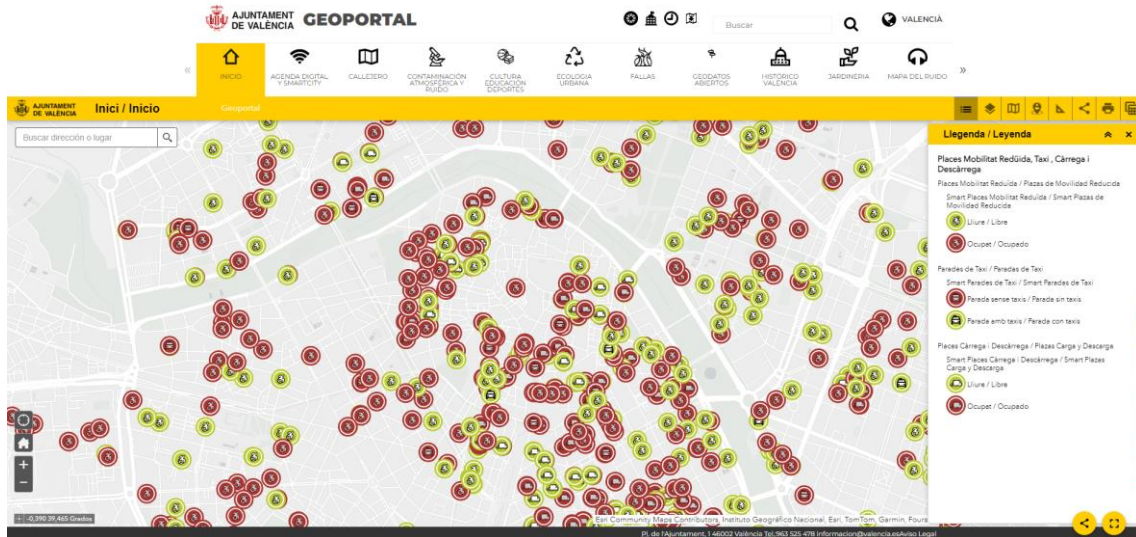 AJUNTAMENT
DE VALÈNCIA
GEOPORTAL
Buscar
VALENCIÀ
«
INICIO
AGENDA DIGITAL
Y SMARTCITY
CALLEJERO
CONTAMINACIÓN
ATMOSFÉRICA Y
RUIDO
CULTURA
EDUCACIÓN
DEPORTES
ECOLOGIA
URBANA
FALLAS
GEODATOS
ABIERTOS
HISTÓRICO
VALENCIA
JARDINERIA
MAPA DEL RUIDO
»
AJUNTAMENT
DE VALÈNCIA
Inici / Inicio
Geoportal
Buscar dirección o lugar
Llegenda / Leyenda
Places Mobilitat Redüida, Taxi , Càrrega i
Descàrrega
Places Mobilitat Reduïda / Plazas de Movilidad Reducida
Smart Places Mobilitat Reduïda / Smart Plazas de
Movilidad Reducida
Lliure / Libre
Ocupat / Ocupado
Parades de Taxi / Paradas de Taxi
Smart Parades de Taxi / Smart Paradas de Taxi
Parada sense taxis / Parada sin taxis
Parada amb taxis / Parada con taxis
Places Càrrega i Descàrrega / Plazas Carga y Descarga
Smart Places Càrrega i Descàrrega / Smart Plazas
Carga y Descarga
Lliure / Libre
Ocupat / Ocupado
+
−
-0,390 39,465 Grados
Esri Community Maps Contributors, Instituto Geográfico Nacional, Esri, TomTom, Garmin, Fours
Pl. de l'Ajuntament, 1 46002 València Tel.:963 525 478 informacion@valencia.esAviso Legal